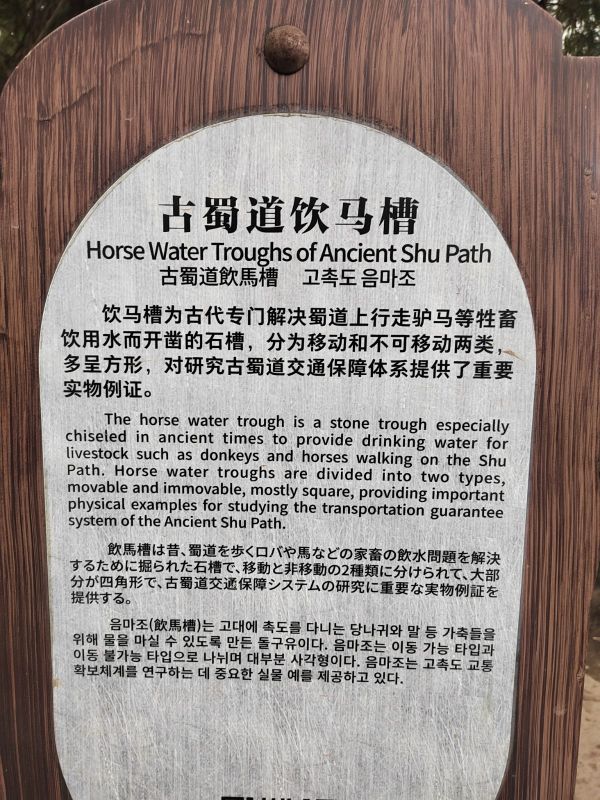 古蜀道饮马槽
Horse Water Troughs of Ancient Shu Path
古蜀道飲馬槽 고촉도 음마조
饮马槽为古代专门解决蜀道上行走驴马等牲畜
饮用水而开凿的石槽，分为移动和不可移动两类，
多呈方形，对研究古蜀道交通保障体系提供了重要
实物例证。
The horse water trough is a stone trough especially
chiseled in ancient times to provide drinking water for
livestock such as donkeys and horses walking on the Shu
Path. Horse water troughs are divided into two types,
movable and immovable, mostly square, providing important
physical examples for studying the transportation guarantee
system of the Ancient Shu Path.
飲馬槽は昔、蜀道を歩くロバや馬などの家畜の飲水問題を解決
するために掘られた石槽で、移動と非移動の2種類に分けられて、大部
分が四角形で、古蜀道交通保障システムの研究に重要な実物例証を
提供する。
음마조(飮馬槽)는 고대에 촉도를 다니는 당나귀와 말 등 가축들을
위해 물을 마실 수 있도록 만든 돌구유이다. 음마조는 이동 가능 타입과
이동 불가능 타입으로 나뉘며 대부분 사각형이다. 음마조는 고촉도 교통
확보체계를 연구하는 데 중요한 실물 예를 제공하고 있다.